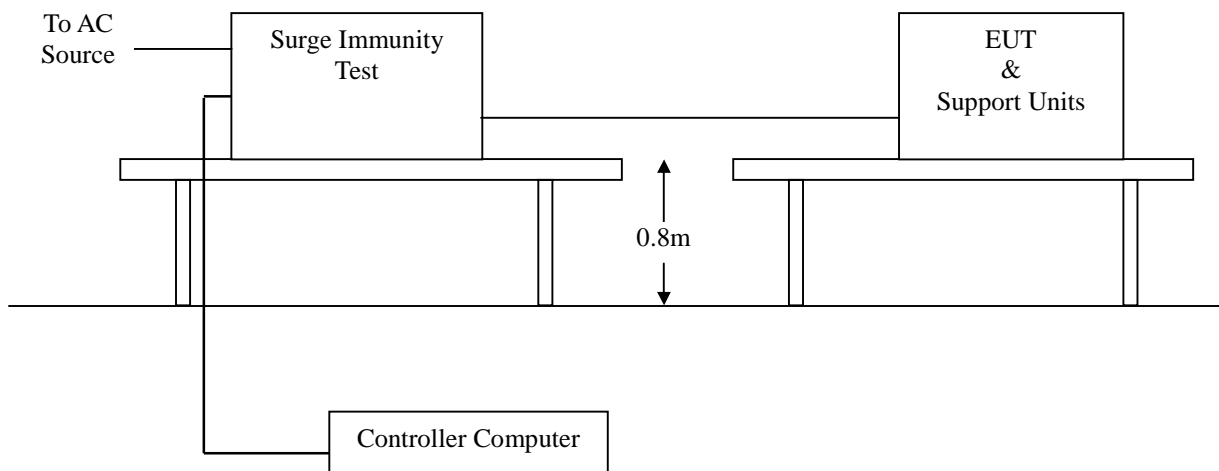 To AC
Source
Surge Immunity
Test
EUT
&
Support Units
0.8m
Controller Computer